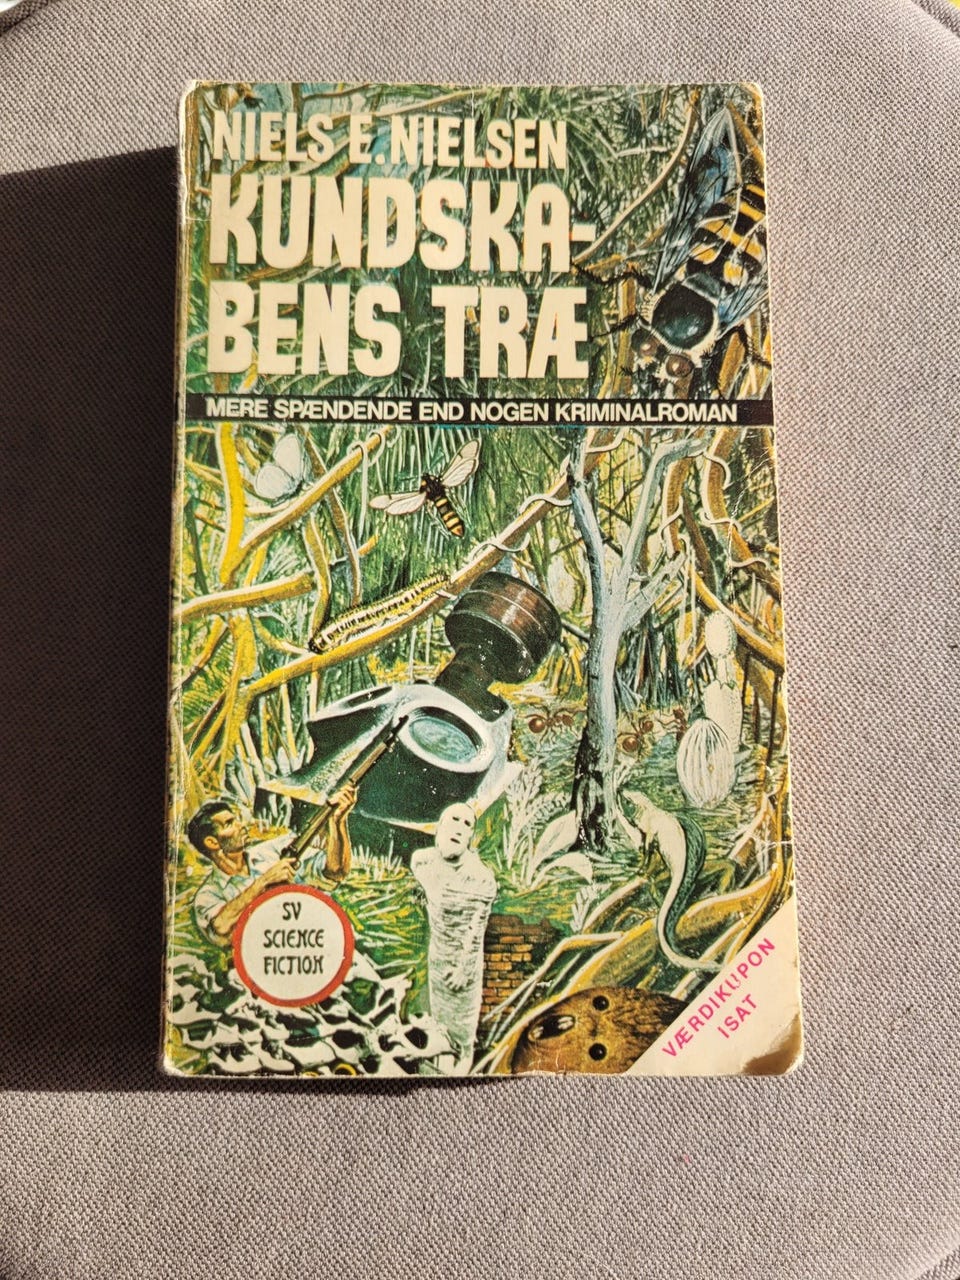 NIELS E. NIELSEN
KUNDSKA-
BENS TRÆ
MERE SPÆNDENDE END NOGEN KRIMINALROMAN
SV
SCIENCE
FICTION
VÆRDIKUPON
ISAT